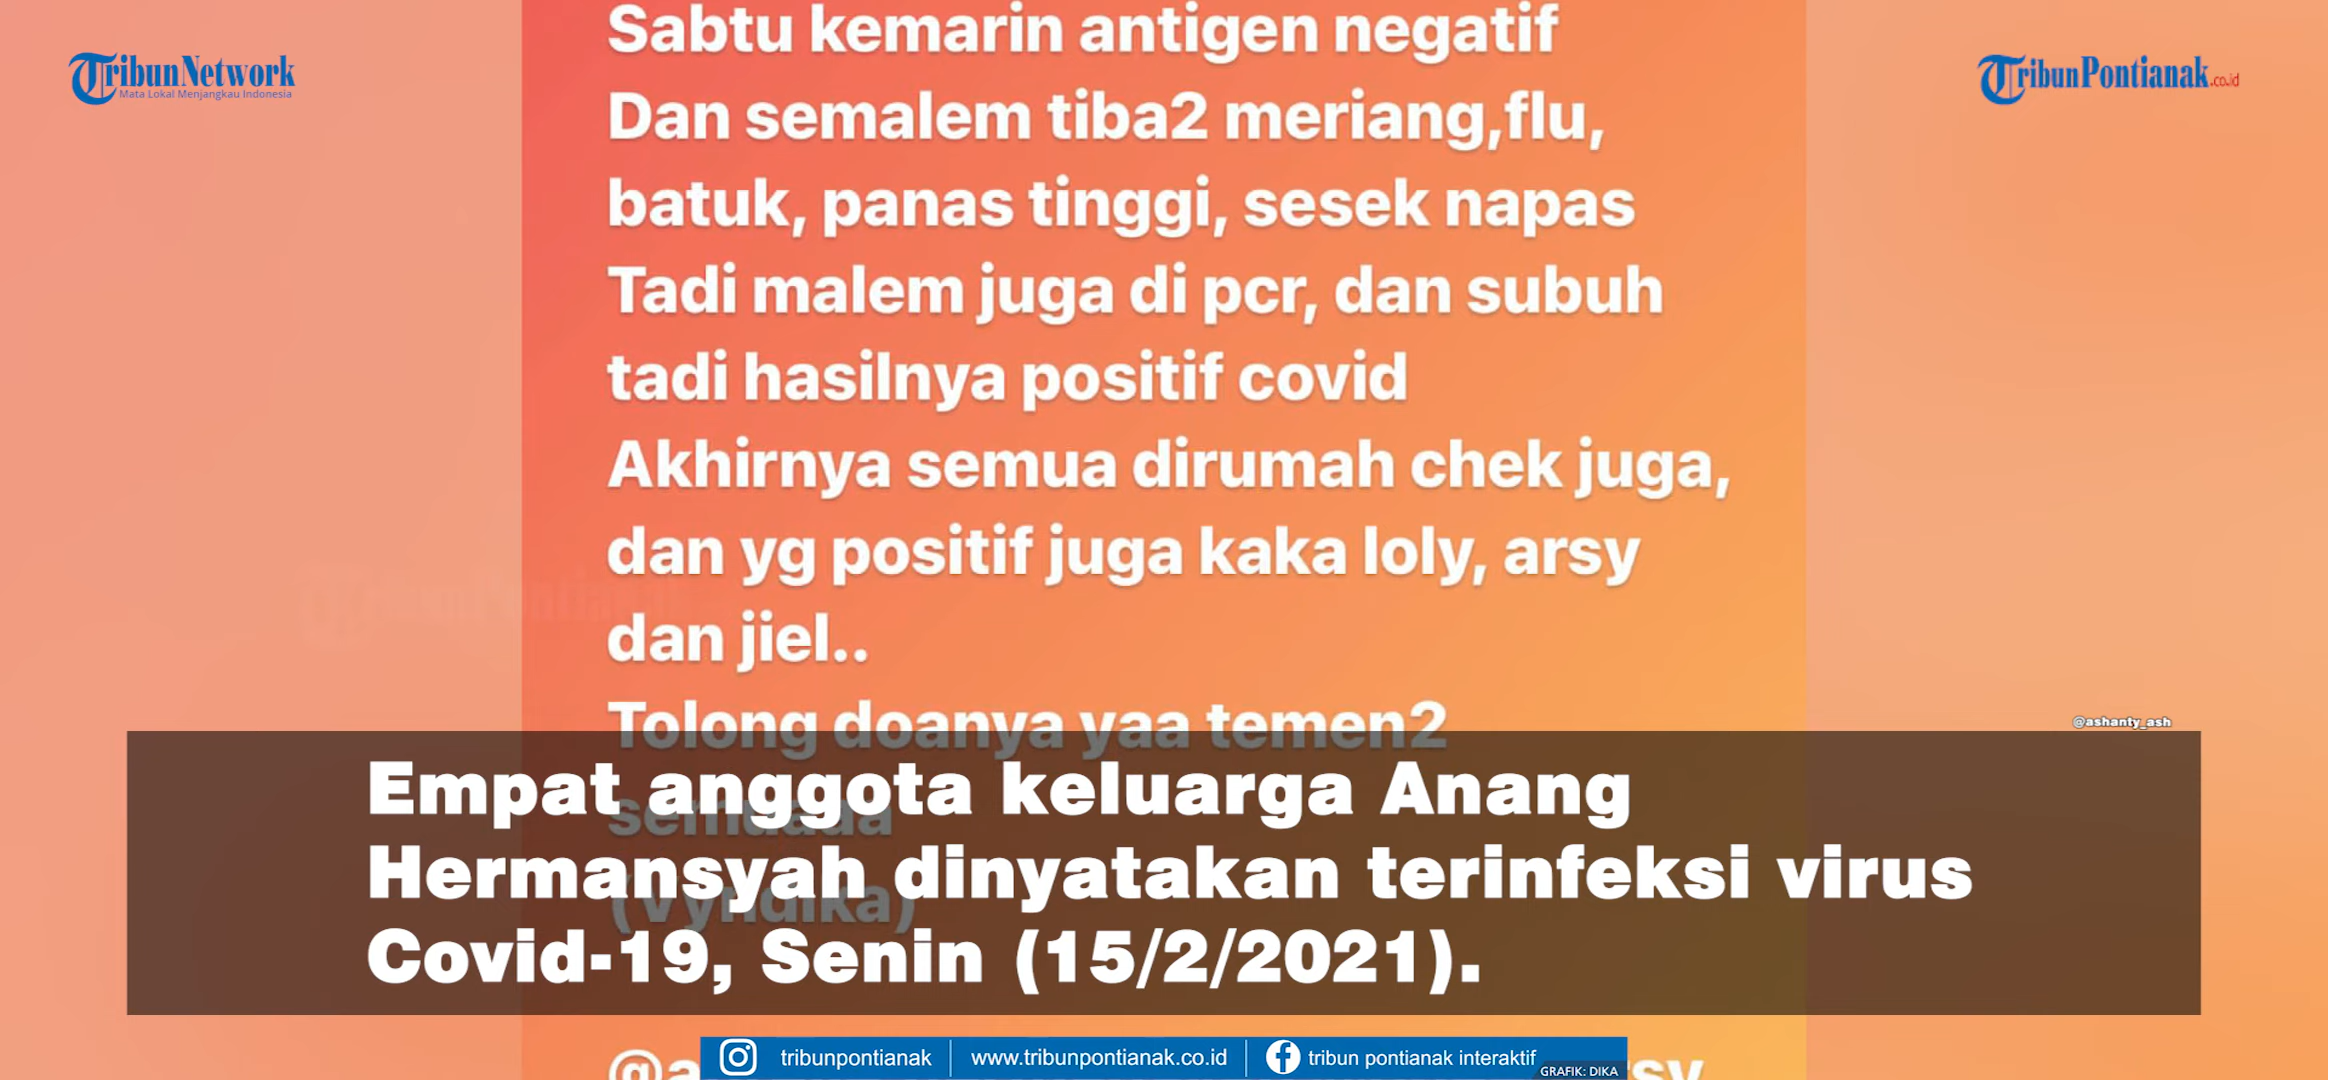 Sabtu kemarin antigen negatif
TribunNetwork
Mata Lokal Menjangkau Indonesia
TribunPontianak.co.id
Dan semalem tiba2 meriang,flu,
batuk, panas tinggi, sesek napas
Tadi malem juga di pcr, dan subuh
tadi hasilnya positif covid
Akhirnya semua dirumah chek juga,
dan yg positif juga kaka loly, arsy
dan jiel..
Tolong doanya yaa temen2
@ashanty_ash
semuaaa
(Vyndika)
Empat anggota keluarga Anang
Hermansyah dinyatakan terinfeksi virus
Covid-19, Senin (15/2/2021).
tribunpontianak
www.tribunpontianak.co.id
tribun pontianak interaktif
GRAFIK: DIKA